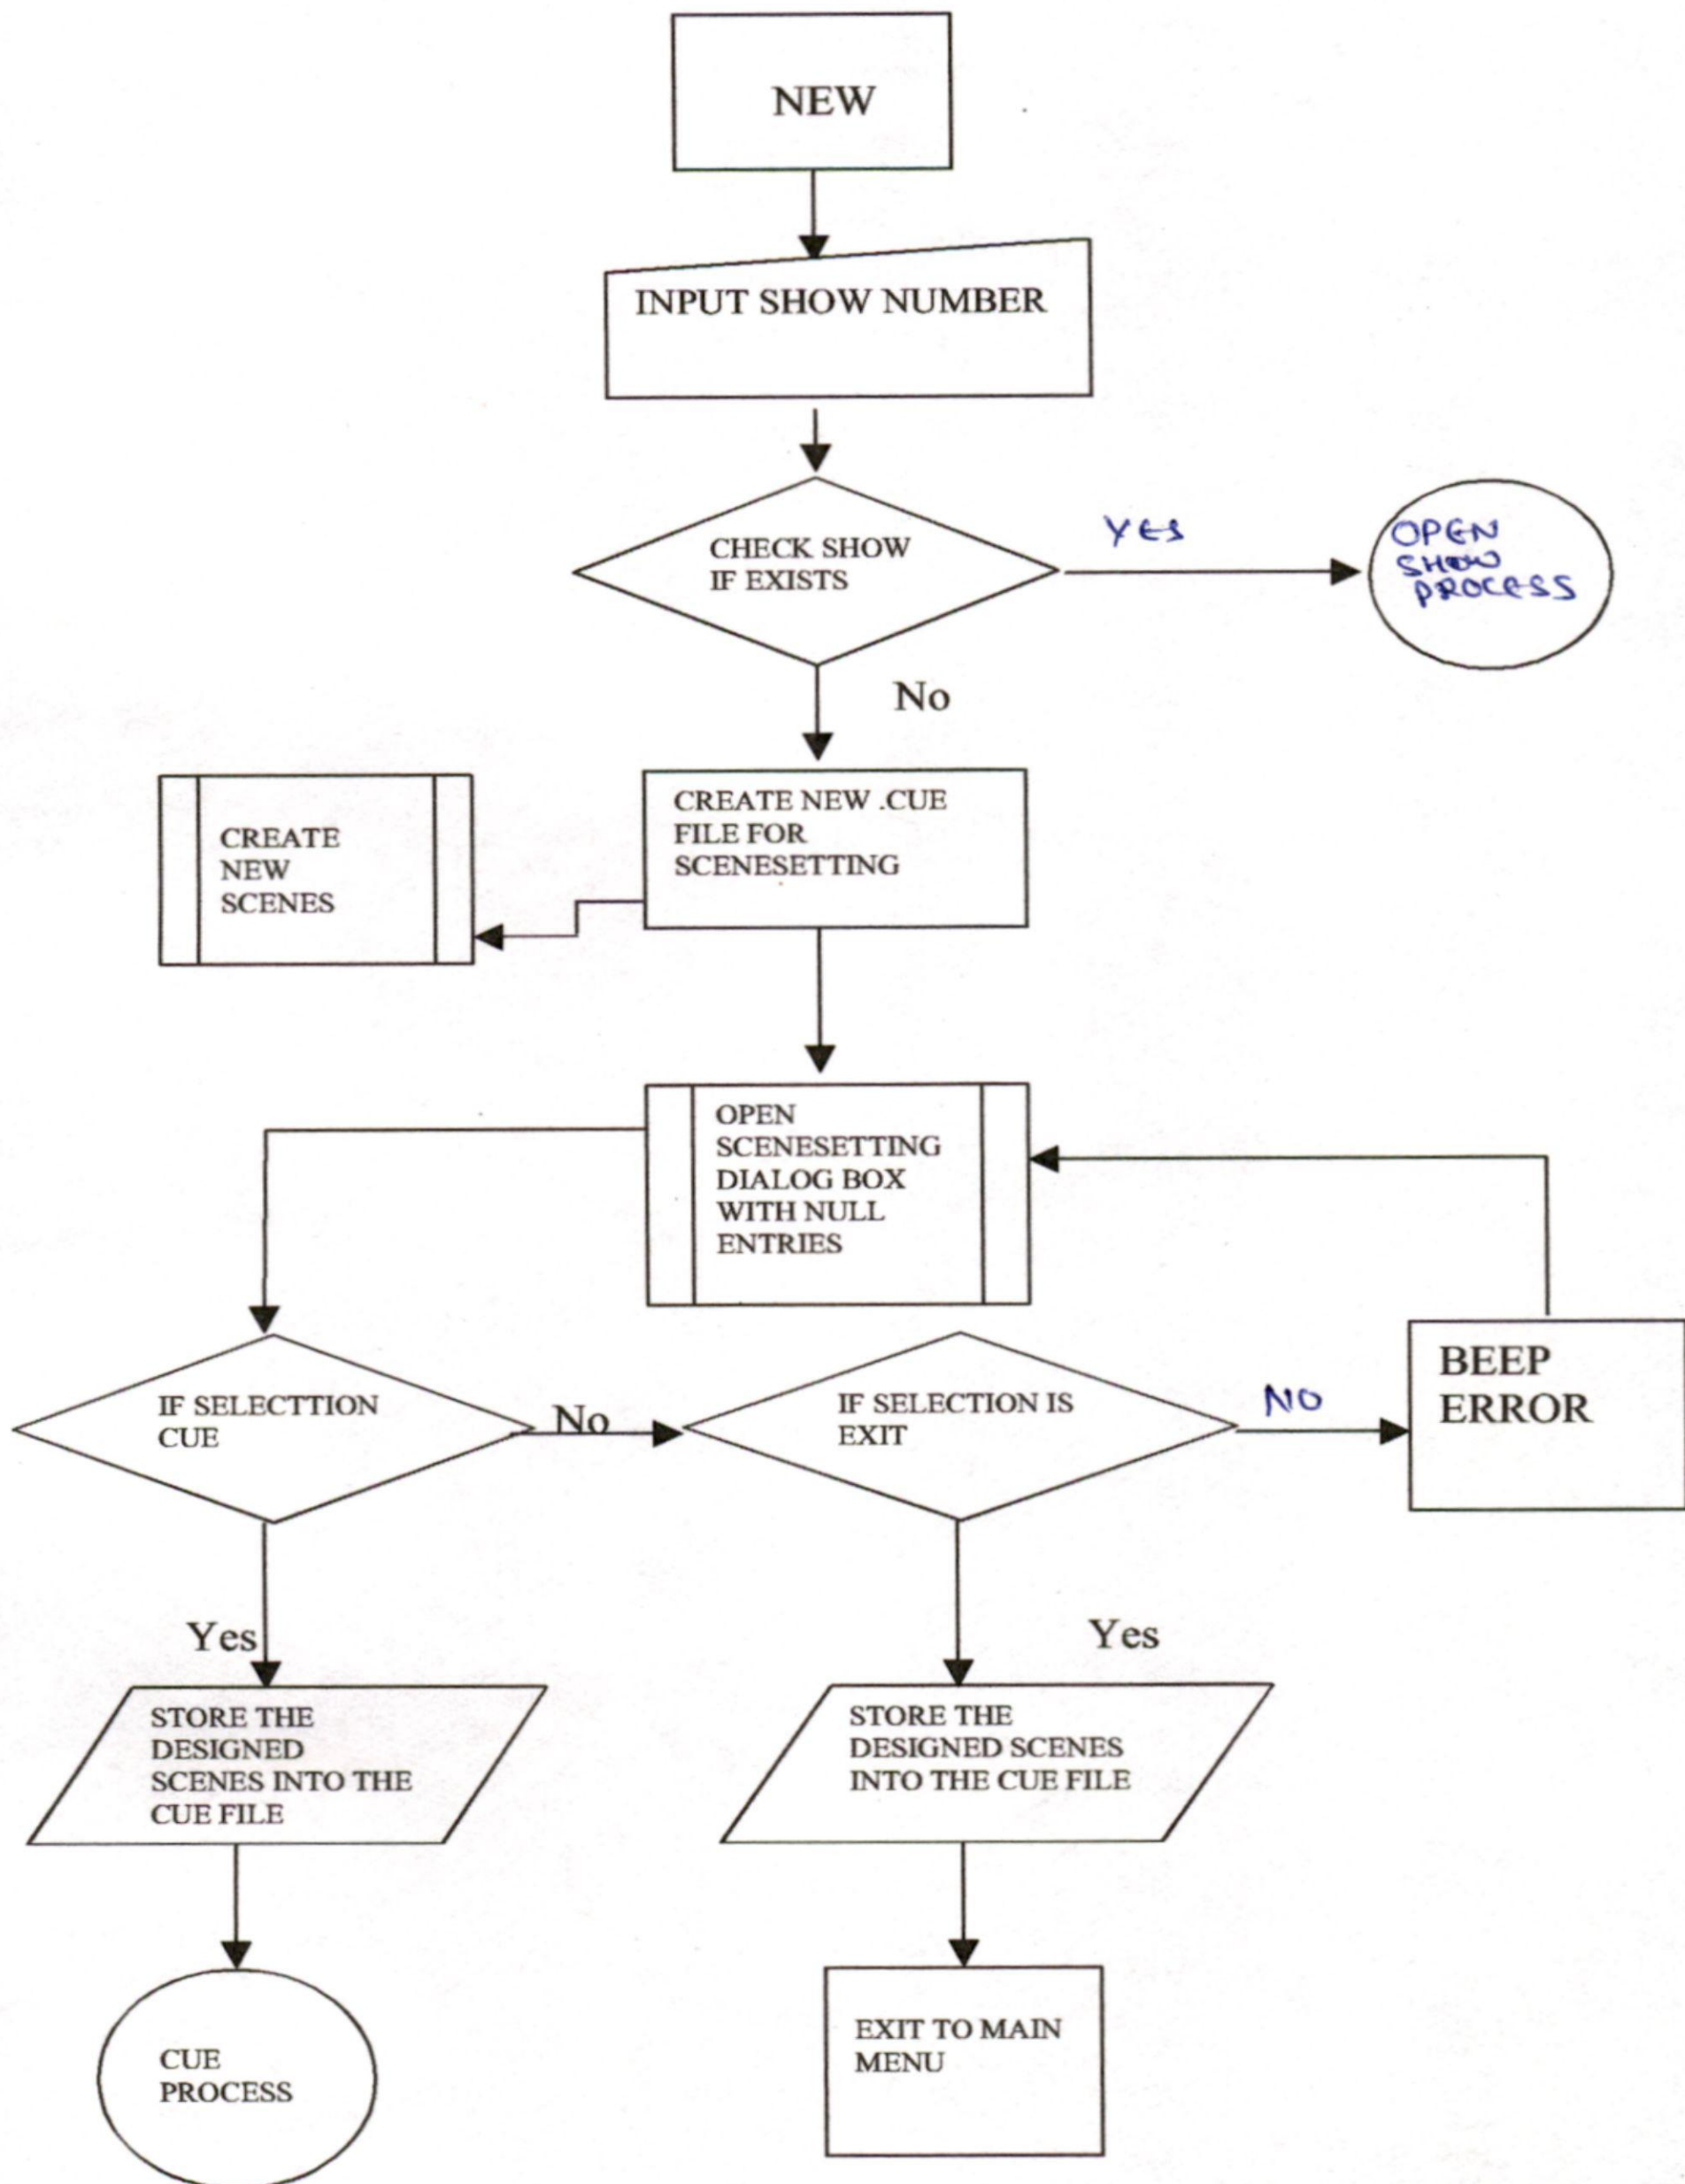 NEW
INPUT SHOW NUMBER
CHECK SHOW
IF EXISTS
YES
OPEN
SHOW
PROCESS
No
CREATE
NEW
SCENES
CREATE NEW .CUE
FILE FOR
SCENESETTING
OPEN
SCENESETTING
DIALOG BOX
WITH NULL
ENTRIES
IF SELECTTION
CUE
No
IF SELECTION IS
EXIT
NO
BEEP
ERROR
Yes
Yes
STORE THE
DESIGNED
SCENES INTO THE
CUE FILE
STORE THE
DESIGNED SCENES
INTO THE CUE FILE
CUE
PROCESS
EXIT TO MAIN
MENU